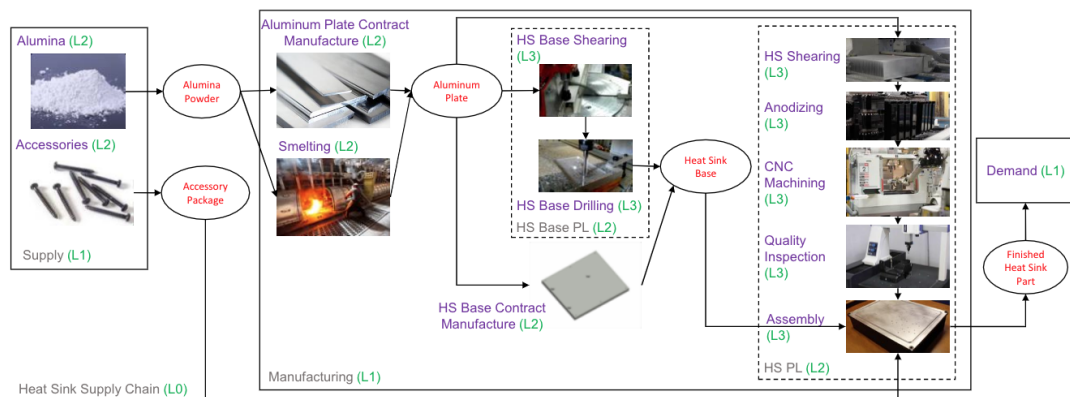 Alumina (L2)
Alumina
Powder
Accessories (L2)
Accessory
Package
Supply (L1)
Heat Sink Supply Chain (L0)
Aluminum Plate Contract
Manufacture (L2)
Smelting (L2)
Aluminum
Plate
HS Base Shearing
(L3)
HS Base Drilling (L3)
HS Base PL (L2)
HS Base Contract
Manufacture (L2)
Heat Sink
Base
Manufacturing (L1)
HS Shearing
(L3)
Anodizing
(L3)
CNC
Machining
(L3)
Quality
Inspection
(L3)
Assembly
(L3)
HS PL (L2)
Demand (L1)
Finished
Heat Sink
Part